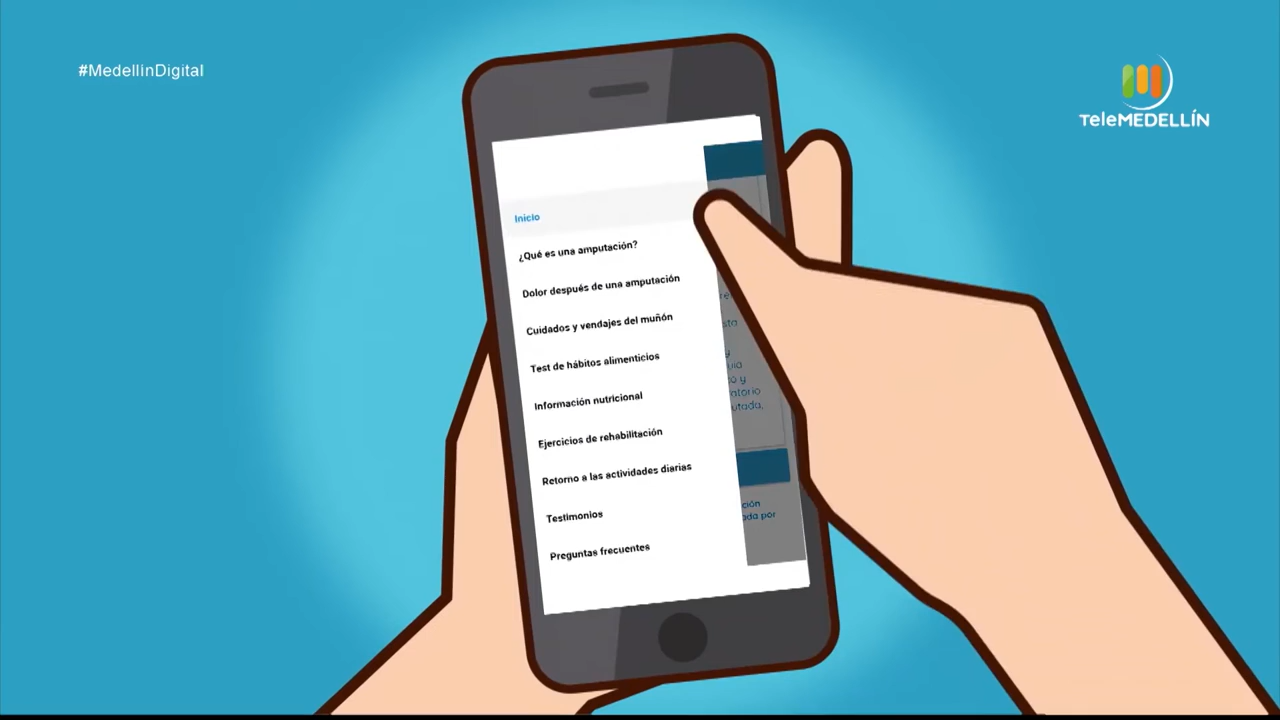 #MedellínDigital
TeleMEDELLÍN
Inicio
¿Qué es una amputación?
Dolor después de una amputación
Cuidados y vendajes del muñón
Test de hábitos alimenticios
Información nutricional
Ejercicios de rehabilitación
Retorno a las actividades diarias
Testimonios
Preguntas frecuentes
y
y
por